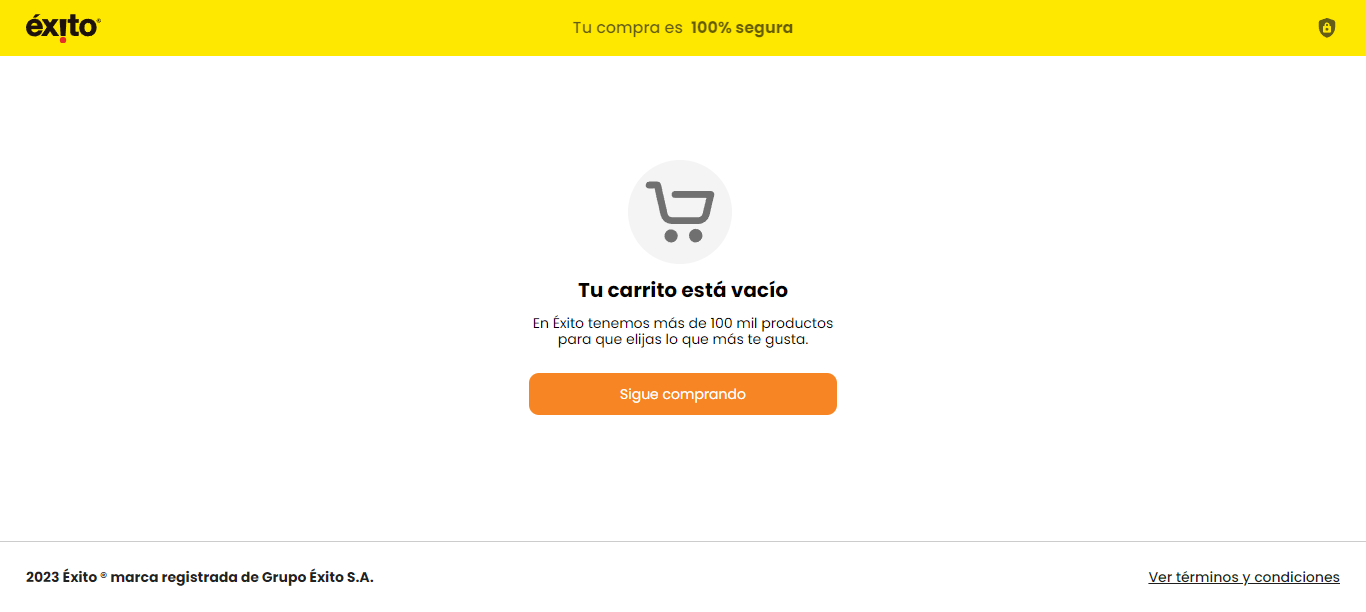 éxito®
Tu compra es 100% segura
Tu carrito está vacío
En Éxito tenemos más de 100 mil productos
para que elijas lo que más te gusta.
Sigue comprando
2023 Éxito ® marca registrada de Grupo Éxito S.A.
Ver términos y condiciones